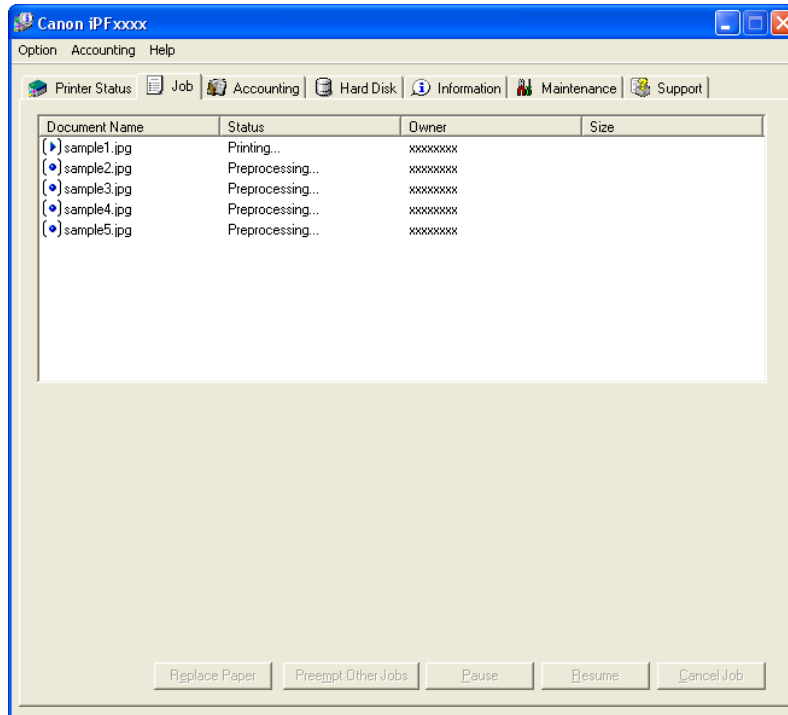 Canon iPFxxxx
Option Accounting Help
Printer Status Job Accounting Hard Disk Information Maintenance Support
Document Name Status Owner Size
sample1.jpg Printing... xxxxxxxx
sample2.jpg Preprocessing... xxxxxxxx
sample3.jpg Preprocessing... xxxxxxxx
sample4.jpg Preprocessing... xxxxxxxx
sample5.jpg Preprocessing... xxxxxxxx
Replace Paper Preempt Other Jobs Pause Resume Cancel Job